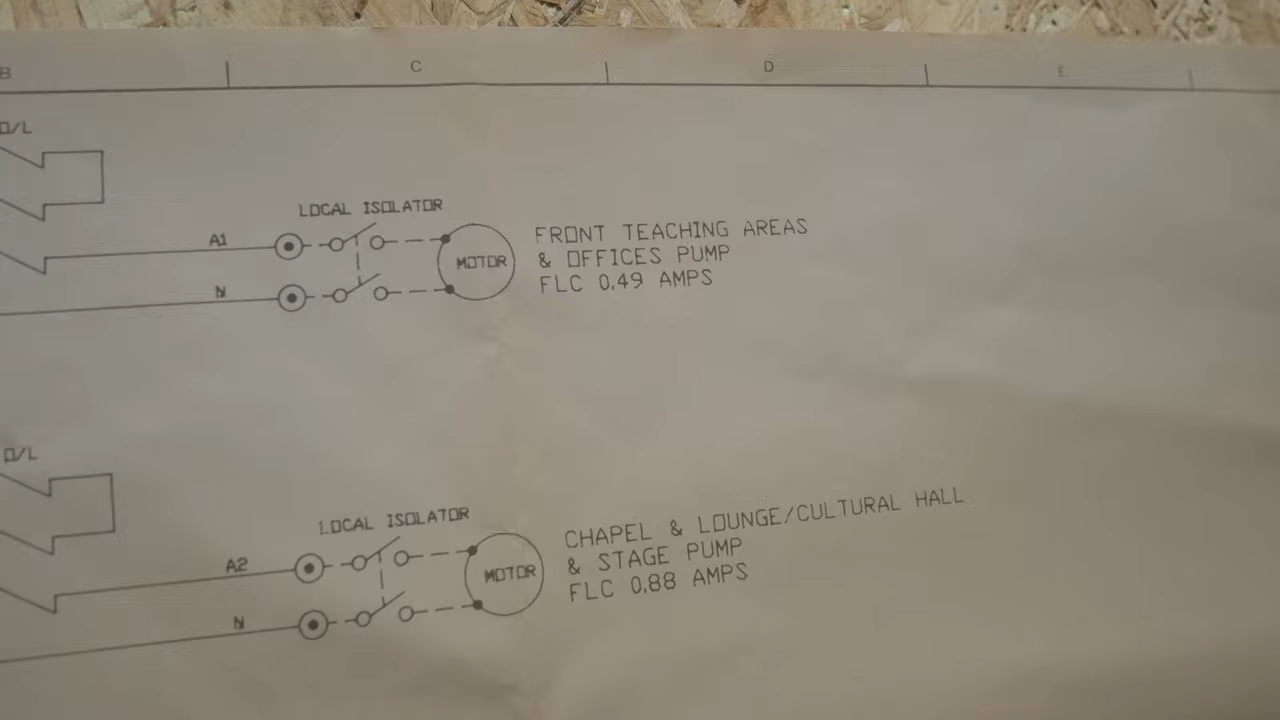 B C D E
O/L
LOCAL ISOLATOR
A1
N
MOTOR
FRONT TEACHING AREAS
& OFFICES PUMP
FLC 0.49 AMPS
O/L
LOCAL ISOLATOR
A2
N
MOTOR
CHAPEL & LOUNGE/CULTURAL HALL
& STAGE PUMP
FLC 0.88 AMPS